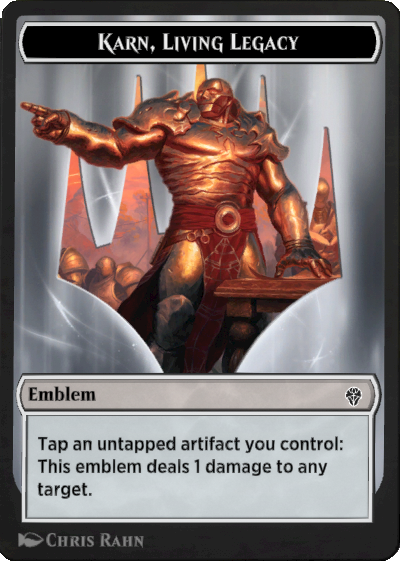 Karn, Living Legacy
Emblem
Tap an untapped artifact you control:
This emblem deals 1 damage to any
target.
Chris Rahn